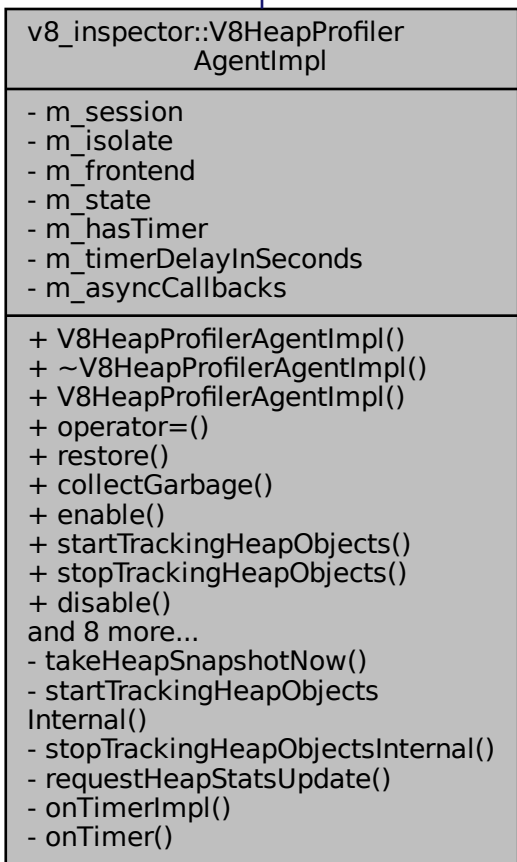 v8_inspector::V8HeapProfiler
AgentImpl
- m_session
- m_isolate
- m_frontend
- m_state
- m_hasTimer
- m_timerDelayInSeconds
- m_asyncCallbacks
+ V8HeapProfilerAgentImpl()
+ ~V8HeapProfilerAgentImpl()
+ V8HeapProfilerAgentImpl()
+ operator=()
+ restore()
+ collectGarbage()
+ enable()
+ startTrackingHeapObjects()
+ stopTrackingHeapObjects()
+ disable()
and 8 more...
- takeHeapSnapshotNow()
- startTrackingHeapObjects
Internal()
- stopTrackingHeapObjectsInternal()
- requestHeapStatsUpdate()
- onTimerImpl()
- onTimer()